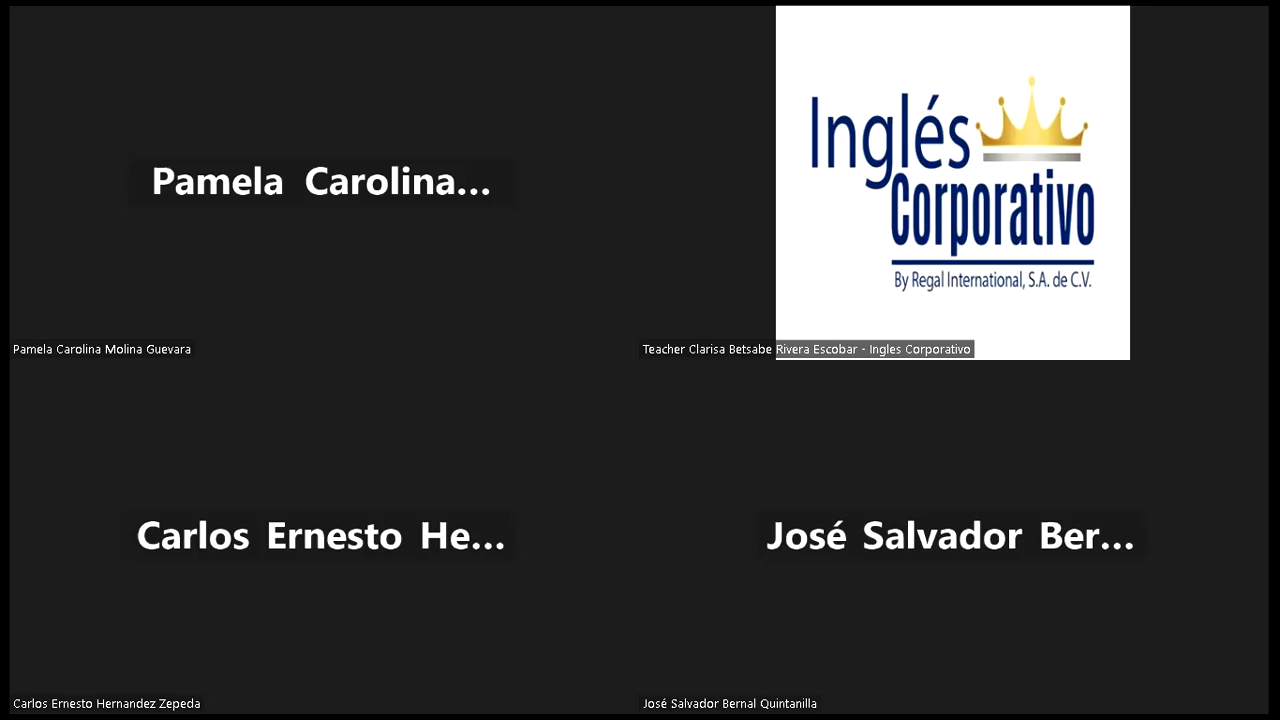 Pamela Carolina...
Pamela Carolina Molina Guevara
Inglés
Corporativo
By Regal International, S.A. de C.V.
Teacher Clarisa Betsabe Rivera Escobar - Ingles Corporativo
Carlos Ernesto He...
Carlos Ernesto Hernandez Zepeda
José Salvador Ber...
José Salvador Bernal Quintanilla